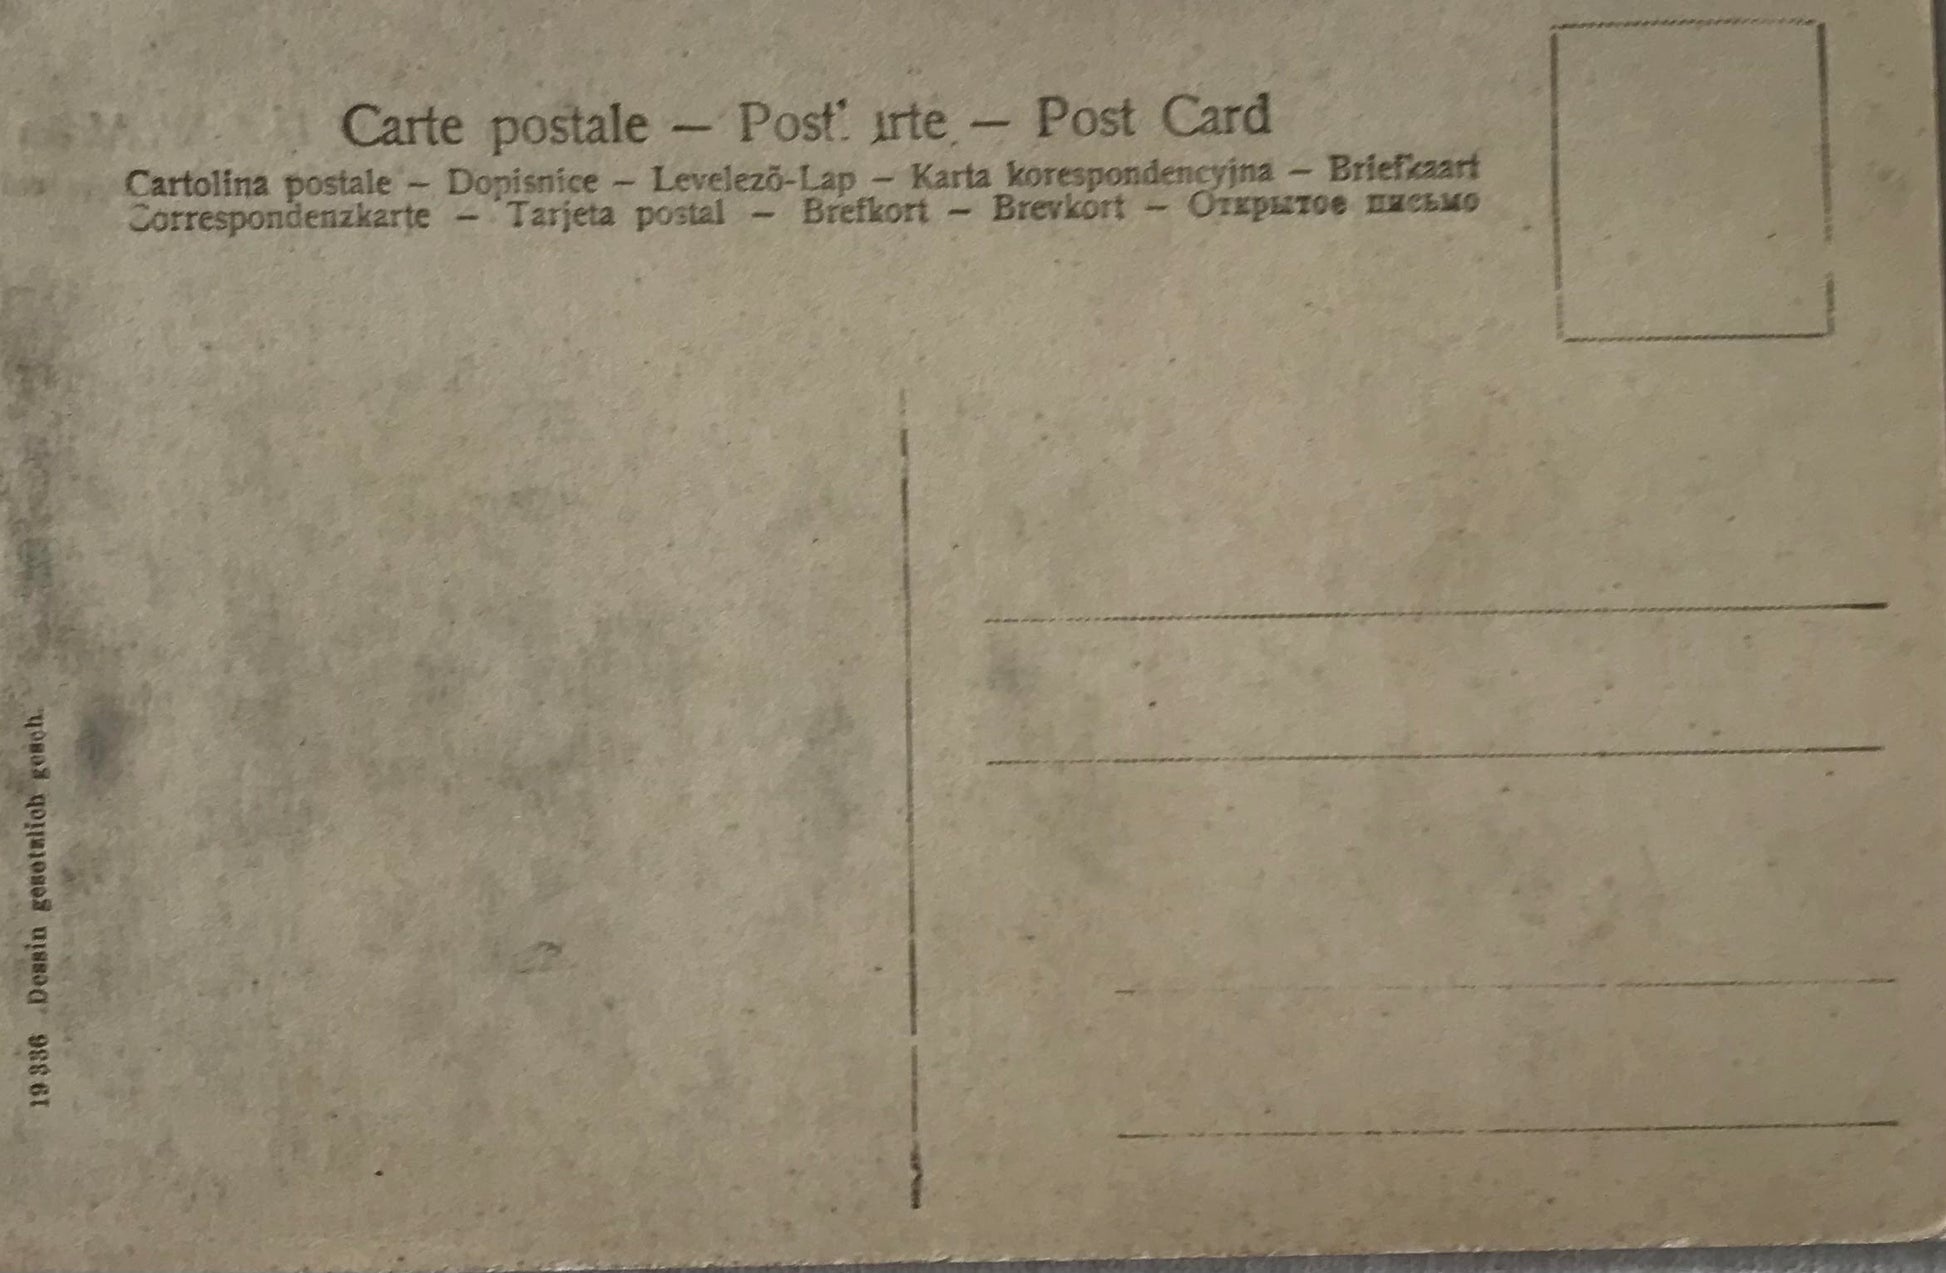 Carte postale — Post — Post Card
Cartolina postale — Dopisnice — Levelező-Lap — Karta korespondencyjna — Briefkaart
Correspondenzkarte — Tarjeta postal — Brefkort — Brevkort — Открытое письмо
19 336 Dessin gesetzlich gesch.